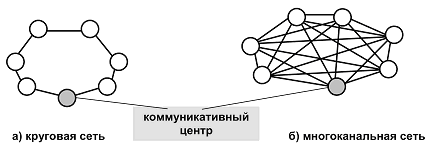 коммуникативный
центр
а) круговая сеть
б) многоканальная сеть